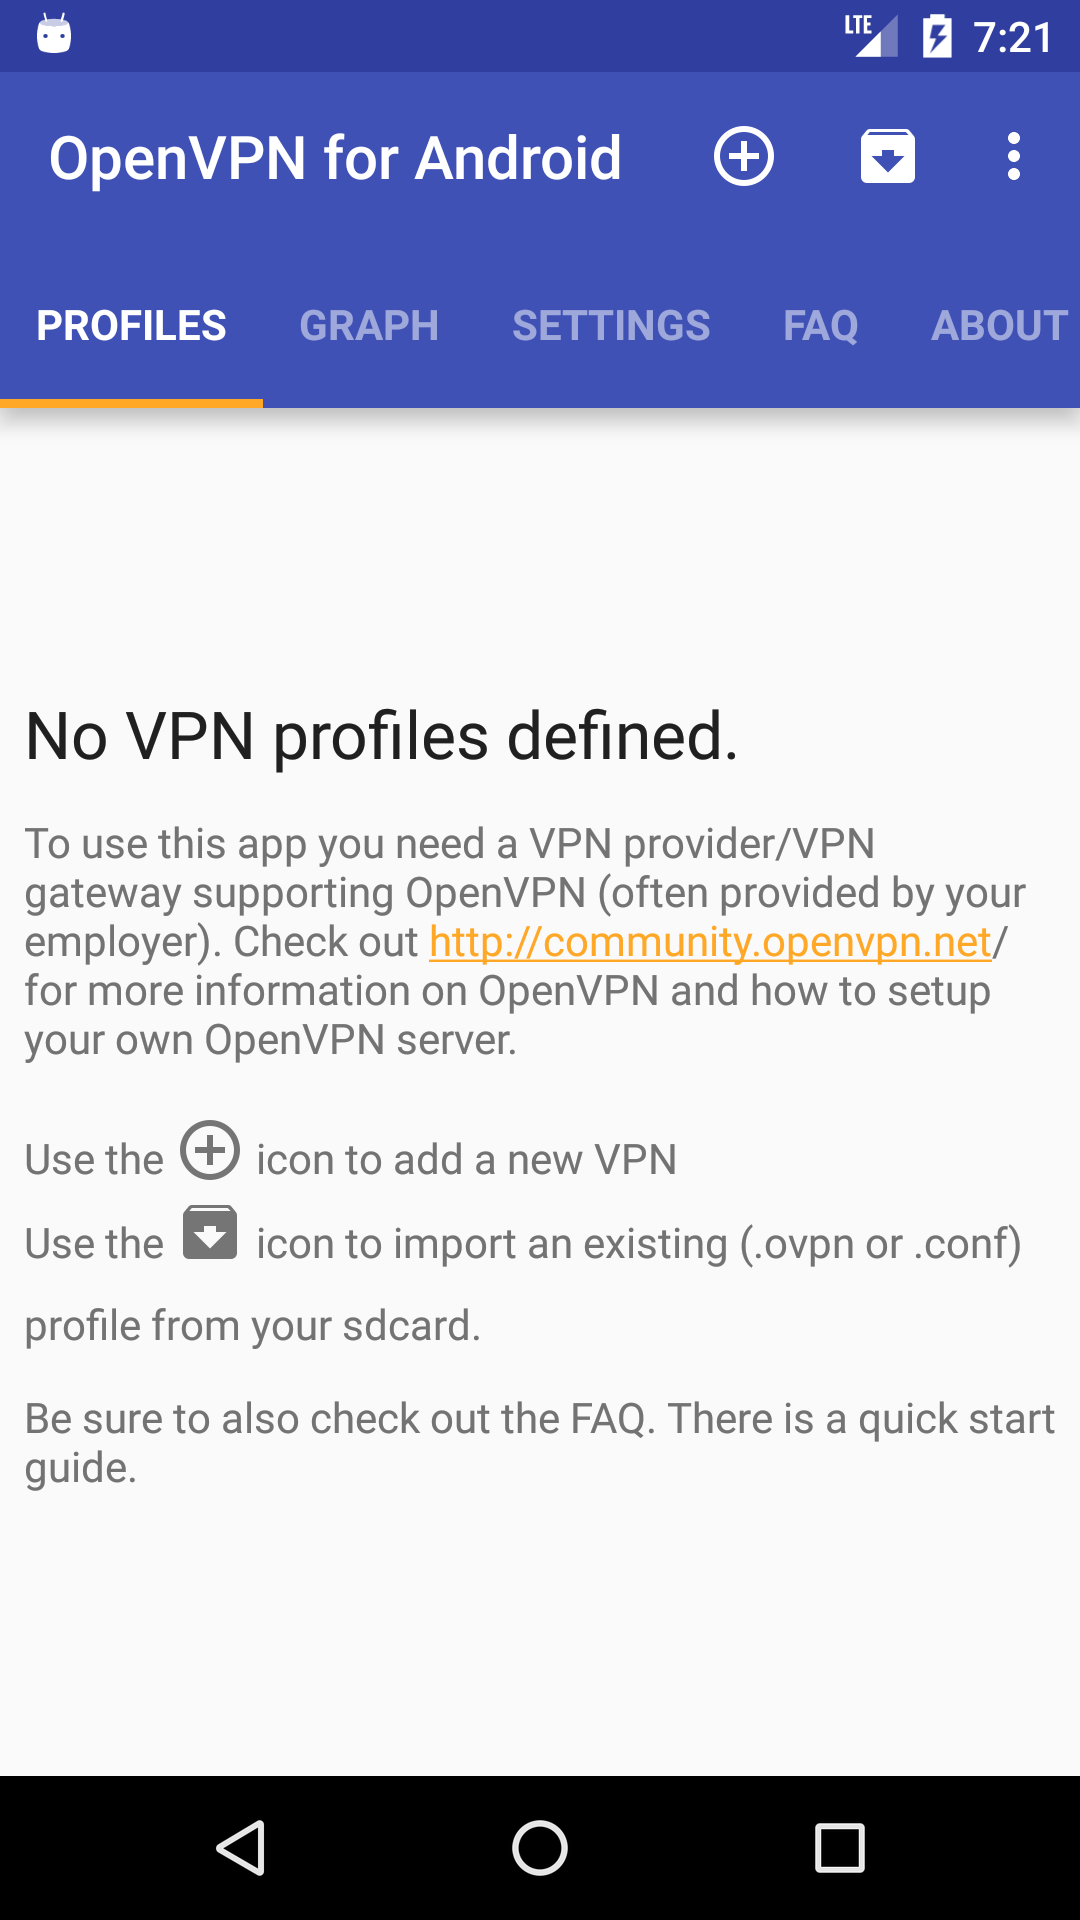 LTE 7:21
OpenVPN for Android
PROFILES GRAPH SETTINGS FAQ ABOUT
No VPN profiles defined.
To use this app you need a VPN provider/VPN
gateway supporting OpenVPN (often provided by your
employer). Check out http://community.openvpn.net/
for more information on OpenVPN and how to setup
your own OpenVPN server.
Use the icon to add a new VPN
Use the icon to import an existing (.ovpn or .conf)
profile from your sdcard.
Be sure to also check out the FAQ. There is a quick start
guide.